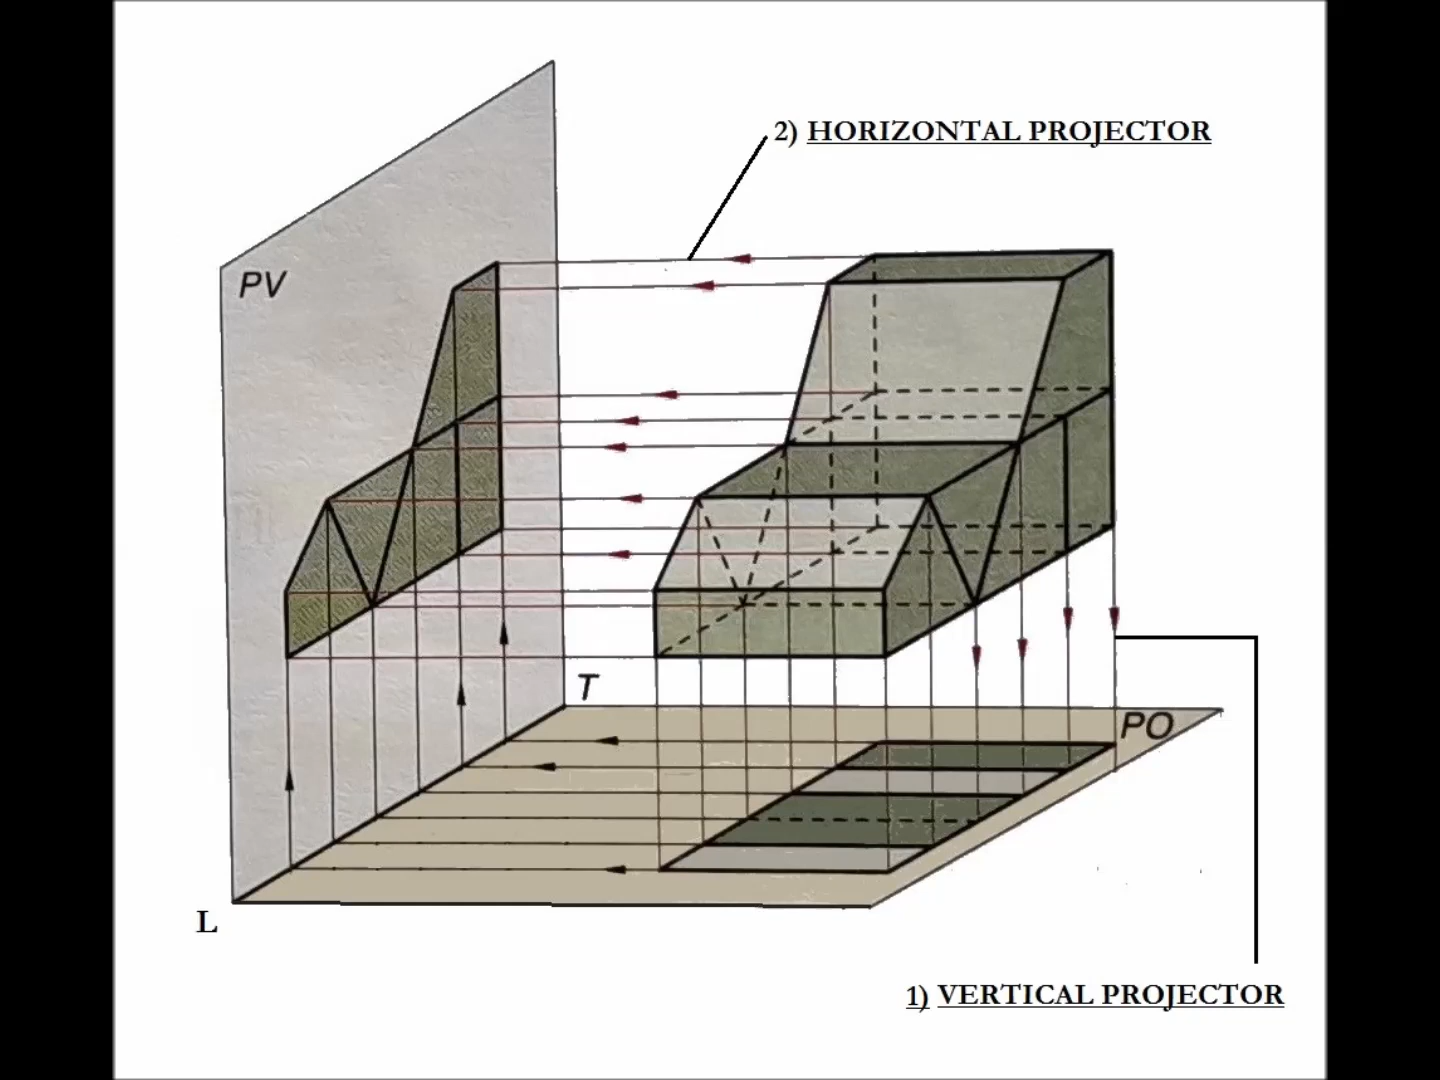 2) HORIZONTAL PROJECTOR
PV
T
PO
L
1) VERTICAL PROJECTOR